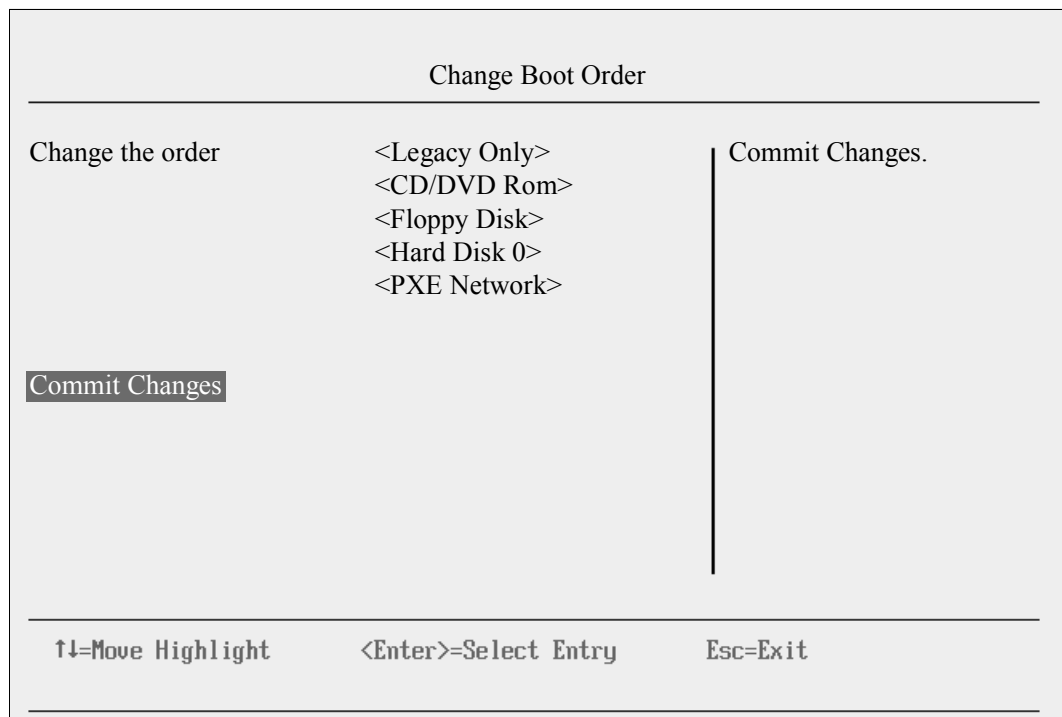 Change Boot Order
Change the order <Legacy Only> Commit Changes.
<CD/DVD Rom>
<Floppy Disk>
<Hard Disk 0>
<PXE Network>
Commit Changes
↑↓=Move Highlight <Enter>=Select Entry Esc=Exit